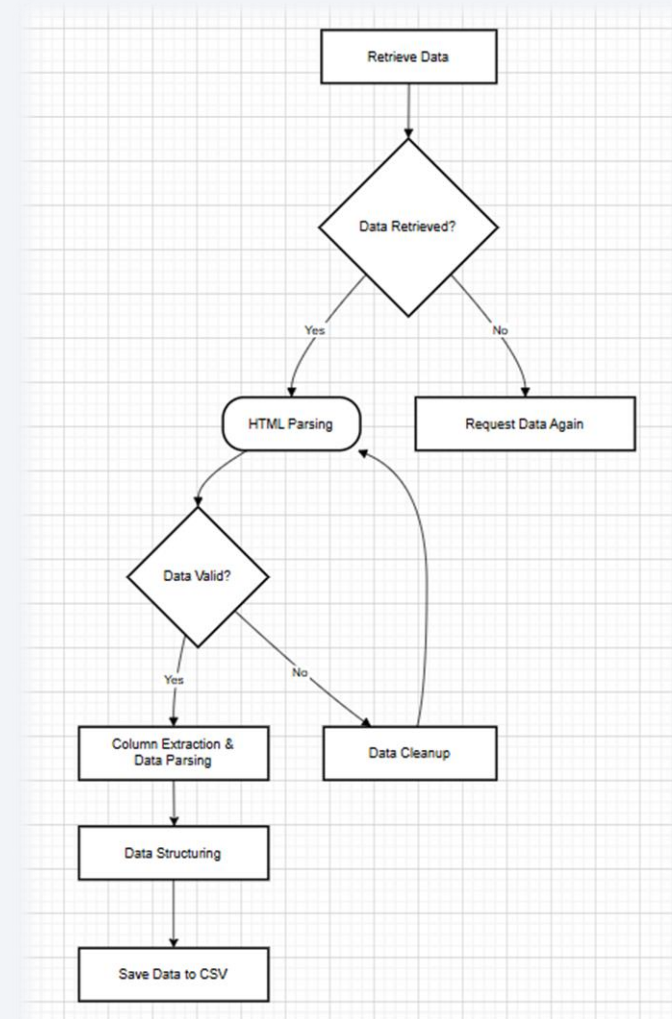 Retrieve Data
Data Retrieved?
Yes
No
HTML Parsing
Request Data Again
Data Valid?
Yes
No
Column Extraction &
Data Parsing
Data Cleanup
Data Structuring
Save Data to CSV